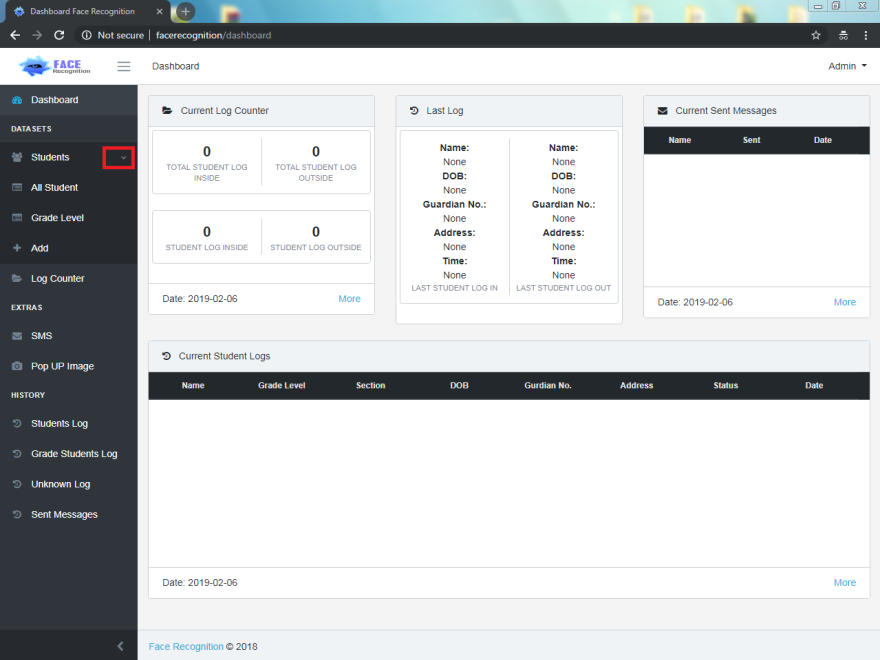 Dashboard Face Recognition
Not secure | facerecognition/dashboard
FACE
Recognition
Dashboard
Admin
Dashboard
DATASETS
Students
All Student
Grade Level
Add
Log Counter
EXTRAS
SMS
Pop UP Image
HISTORY
Students Log
Grade Students Log
Unknown Log
Sent Messages
Current Log Counter
0
TOTAL STUDENT LOG
INSIDE
0
TOTAL STUDENT LOG
OUTSIDE
0
STUDENT LOG INSIDE
0
STUDENT LOG OUTSIDE
Date: 2019-02-06
More
Last Log
Name:
None
DOB:
None
Guardian No.:
None
Address:
None
Time:
None
LAST STUDENT LOG IN
Name:
None
DOB:
None
Guardian No.:
None
Address:
None
Time:
None
LAST STUDENT LOG OUT
Current Sent Messages
Name Sent Date
Date: 2019-02-06
More
Current Student Logs
Name Grade Level Section DOB Gurdian No. Address Status Date
Date: 2019-02-06
More
Face Recognition © 2018